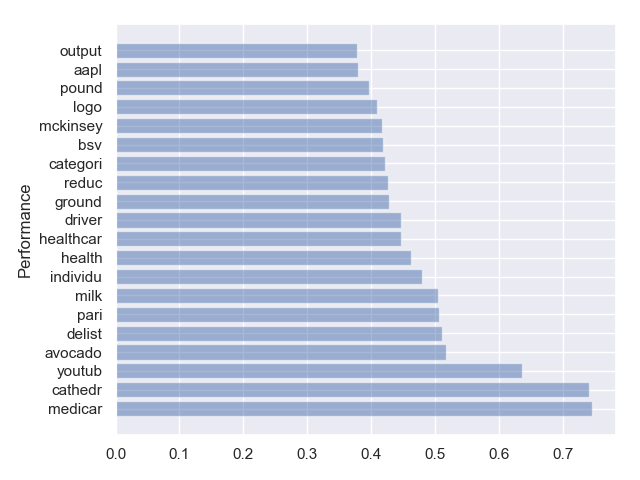 output
aapl
pound
logo
mckinsey
bsv
categori
reduc
ground
driver
healthcar
health
individu
milk
pari
delist
avocado
youtub
cathedr
medicar
Performance
0.0 0.1 0.2 0.3 0.4 0.5 0.6 0.7